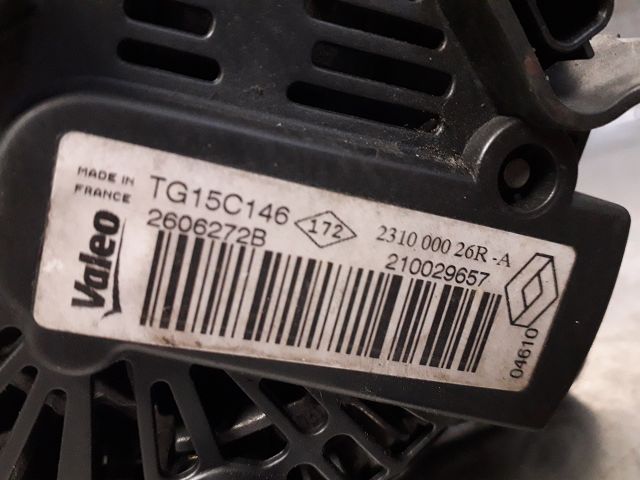 MADE IN
FRANCE
Valeo
TG15C146
2606272B
172
2310 000 26R-A
210029657
04610